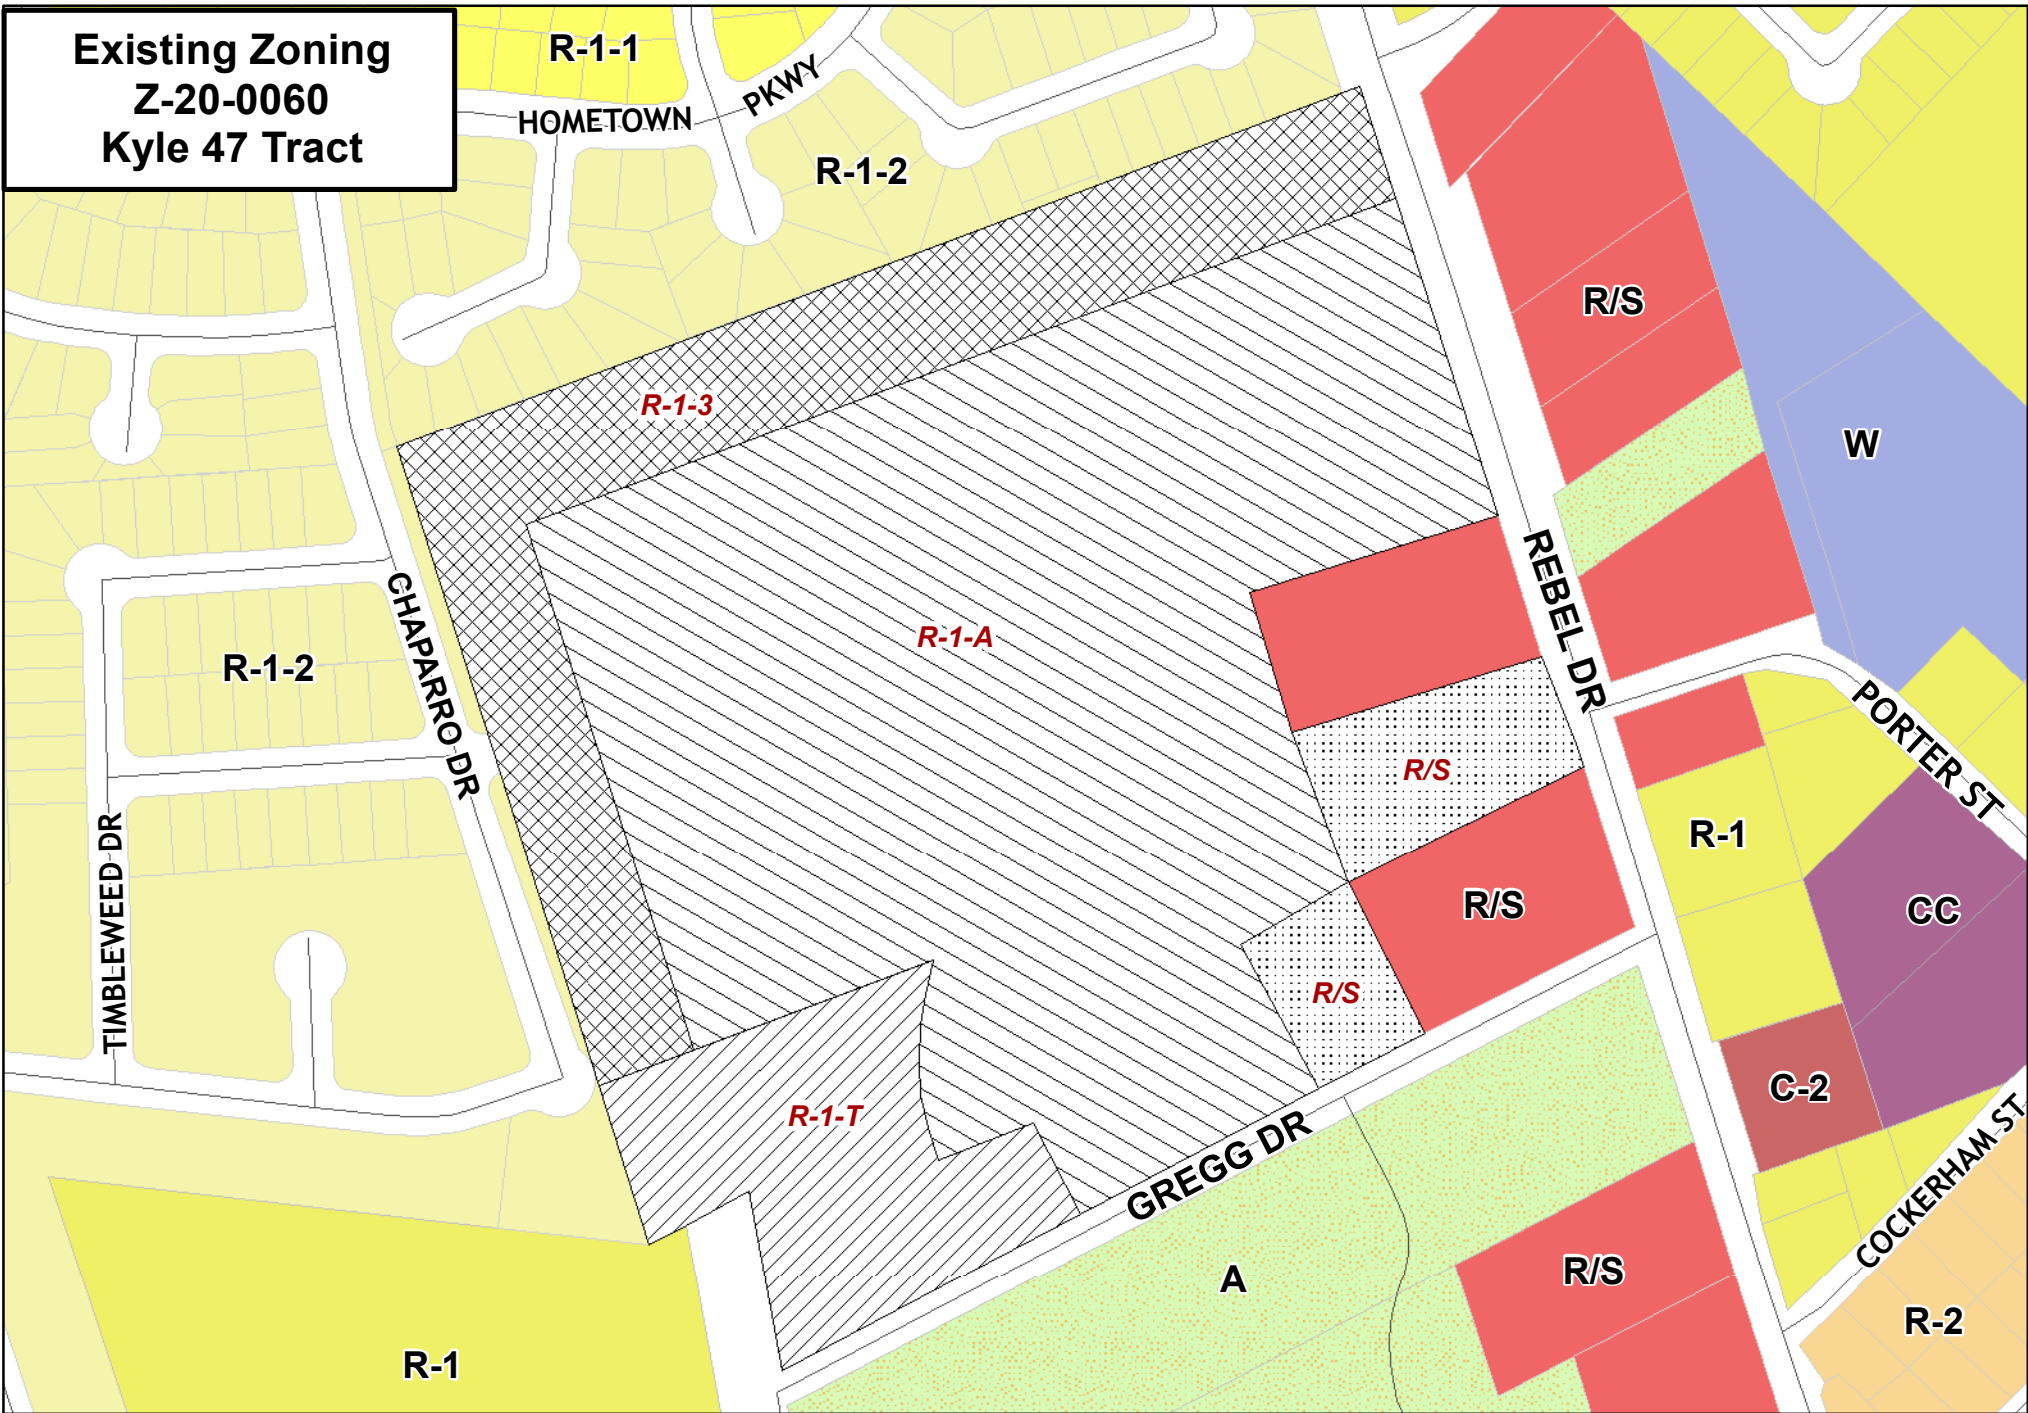 Existing Zoning
Z-20-0060
Kyle 47 Tract
R-1-1
HOMETOWN PKWY
R-1-2
R/S
R-1-3
W
REBEL DR
R-1-A
CHAPARRO DR
R-1-2
PORTER ST
R/S
R-1
TIMBLEWEED DR
R/S
CC
R/S
C-2
R-1-T
GREGG DR
COCKERHAM ST
A
R/S
R-2
R-1